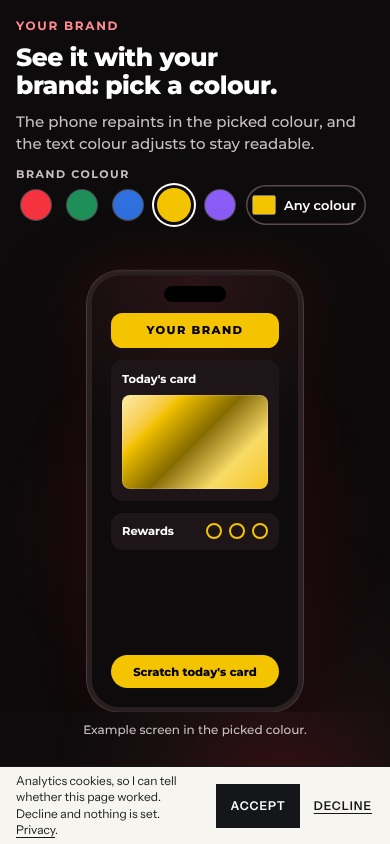 YOUR BRAND
See it with your
brand: pick a colour.
The phone repaints in the picked colour, and
the text colour adjusts to stay readable.
BRAND COLOUR
Any colour
YOUR BRAND
Today's card
Rewards
Scratch today's card
Example screen in the picked colour.
Analytics cookies, so I can tell
whether this page worked.
Decline and nothing is set.
Privacy.
ACCEPT
DECLINE